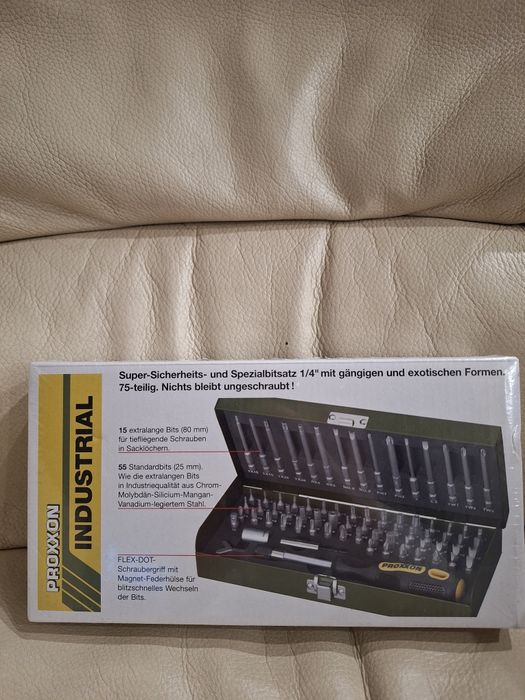 PROXXON
INDUSTRIAL
Super-Sicherheits- und Spezialbitsatz 1/4" mit gängigen und exotischen Formen.
75-teilig. Nichts bleibt ungeschraubt!
15 extralange Bits (80 mm)
für tiefliegende Schrauben
in Sacklöchern.
55 Standardbits (25 mm).
Wie die extralangen Bits
in Industriequalität aus Chrom-
Molybdän-Silicium-Mangan-
Vanadium-legiertem Stahl.
FLEX-DOT-
Schraubergriff mit
Magnet-Federhülse für
blitzschnelles Wechseln
der Bits.
PROXXON